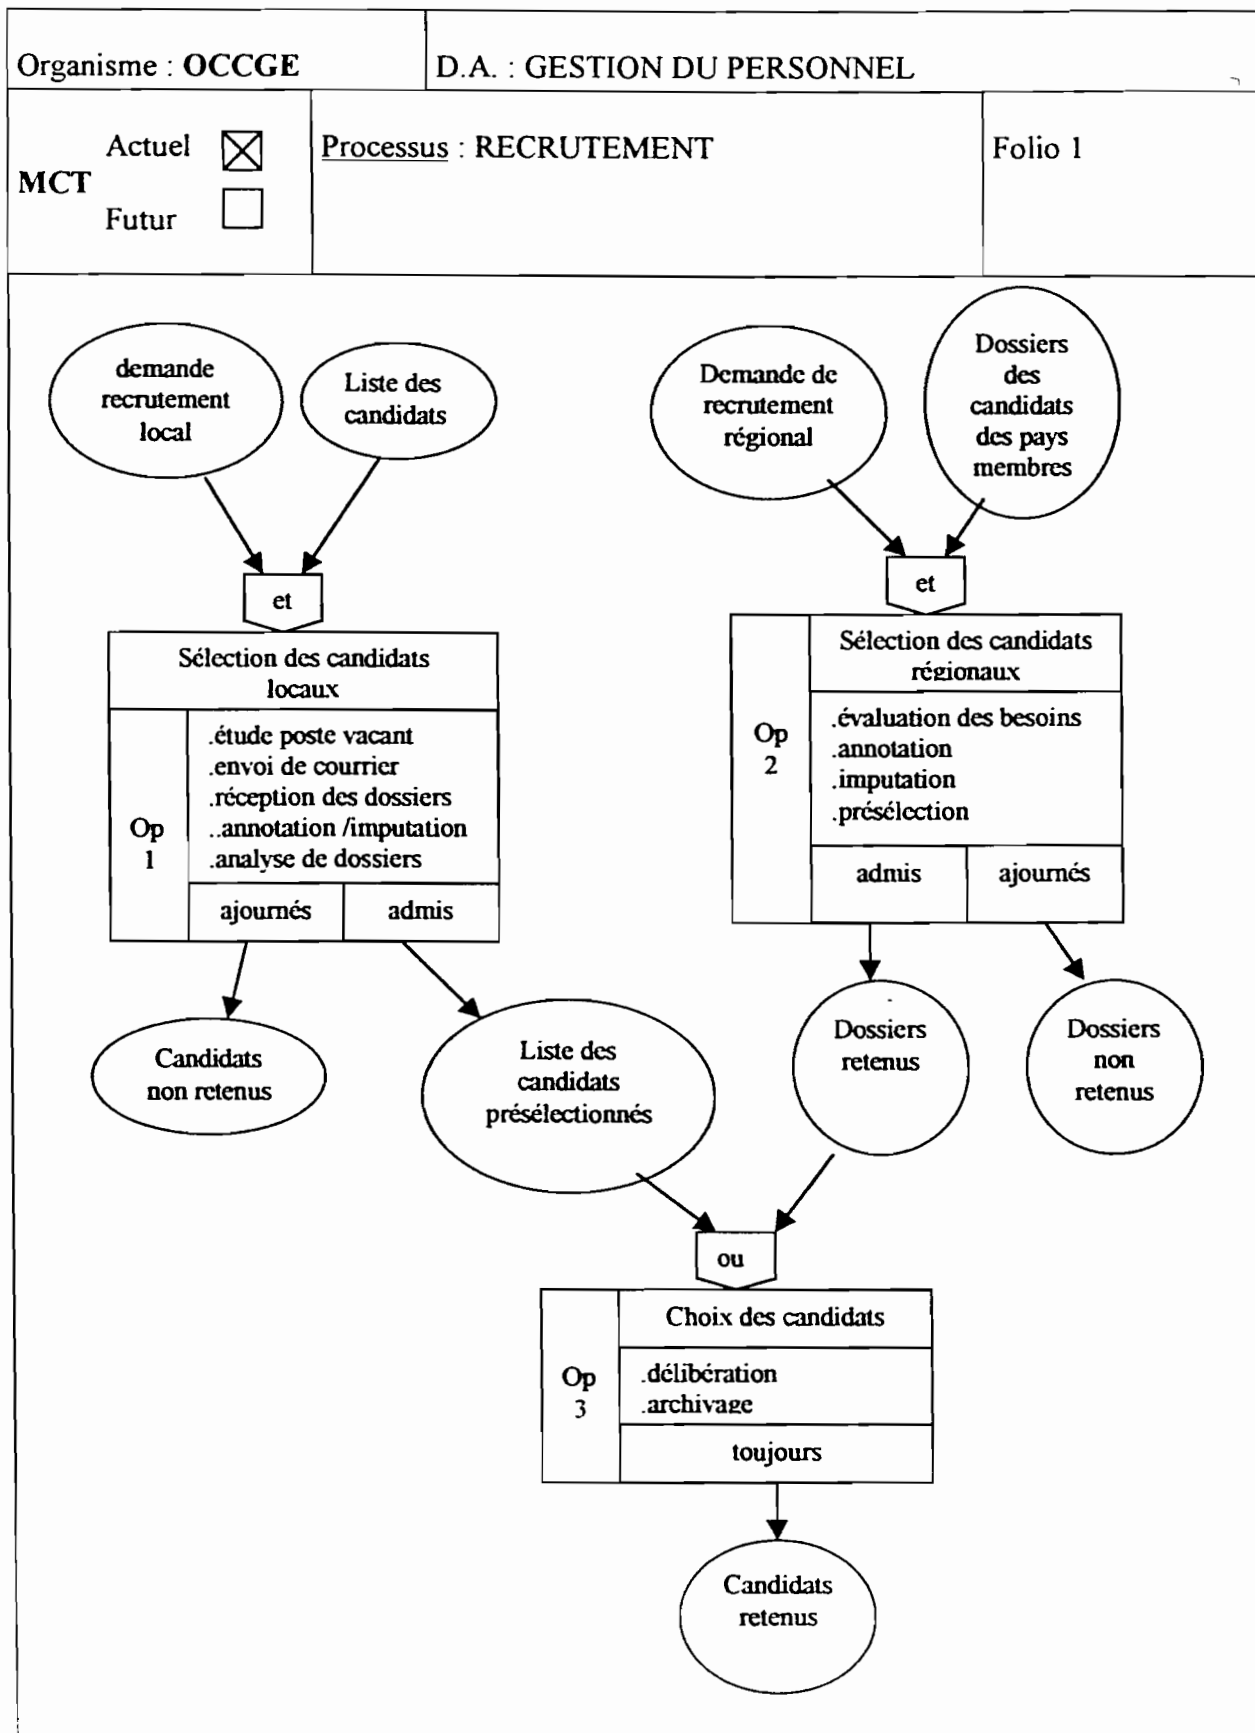 Organisme : OCCGE
D.A. : GESTION DU PERSONNEL
MCT
Actuel
Futur
Processus : RECRUTEMENT
Folio 1
demande
recrutement
local
Liste des
candidats
Demande de
recrutement
régional
Dossiers
des
candidats
des pays
membres
et
et
Sélection des candidats
locaux
Op
1
.étude poste vacant
.envoi de courrier
.réception des dossiers
..annotation /imputation
.analyse de dossiers
ajournés
admis
Op
2
Sélection des candidats
régionaux
.évaluation des besoins
.annotation
.imputation
.présélection
admis
ajournés
Candidats
non retenus
Liste des
candidats
présélectionnés
Dossiers
retenus
Dossiers
non
retenus
ou
Op
3
Choix des candidats
.délibération
.archivage
toujours
Candidats
retenus